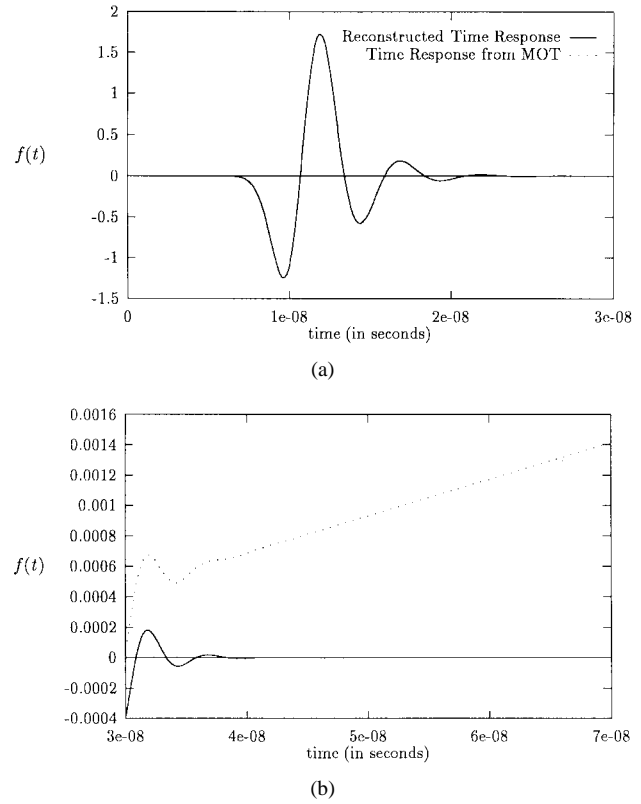 2
1.5
1
0.5
0
-0.5
-1
-1.5
f(t)
Reconstructed Time Response
Time Response from MOT
0
1e-08
2e-08
3e-08
time (in seconds)
(a)
0.0016
0.0014
0.0012
0.001
0.0008
0.0006
0.0004
0.0002
0
-0.0002
-0.0004
f(t)
3e-08
4e-08
5e-08
6e-08
7e-08
time (in seconds)
(b)